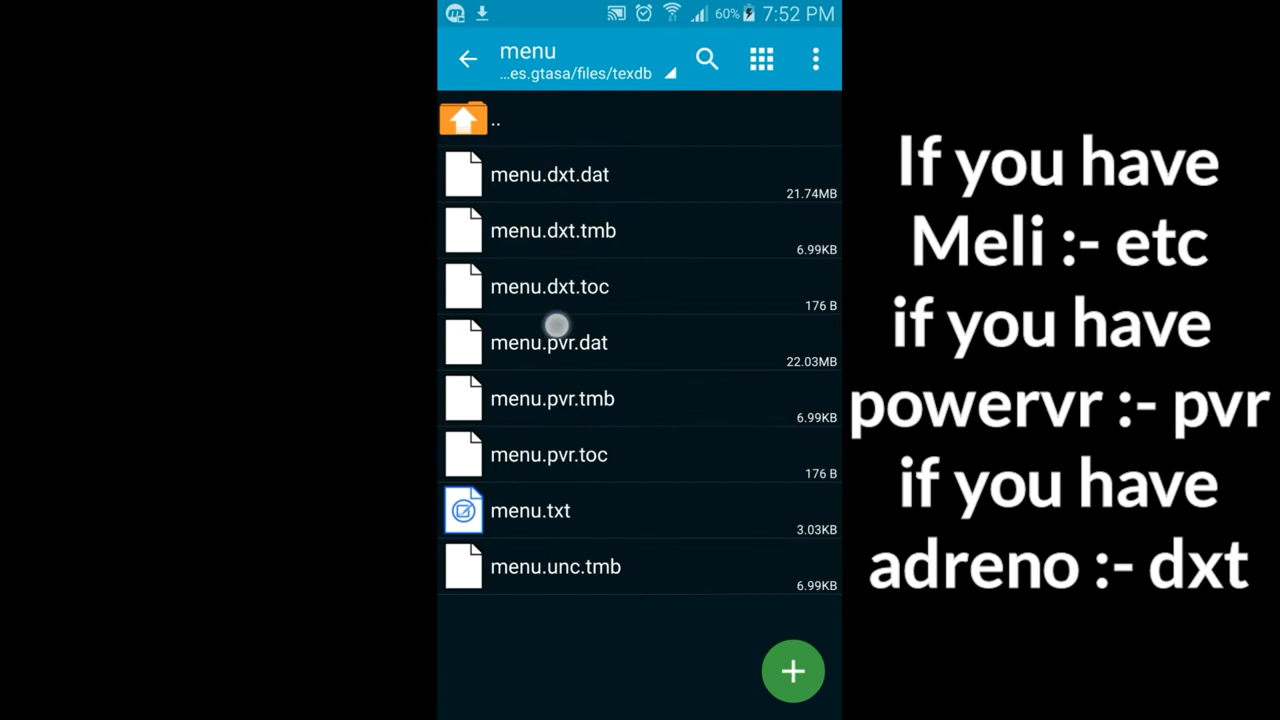 60% 7:52 PM
menu
...es.gtasa/files/texdb
..
menu.dxt.dat
21.74MB
menu.dxt.tmb
6.99KB
menu.dxt.toc
176 B
menu.pvr.dat
22.03MB
menu.pvr.tmb
6.99KB
menu.pvr.toc
176 B
menu.txt
3.03KB
menu.unc.tmb
6.99KB
If you have
Meli :- etc
if you have
powervr :- pvr
if you have
adreno :- dxt